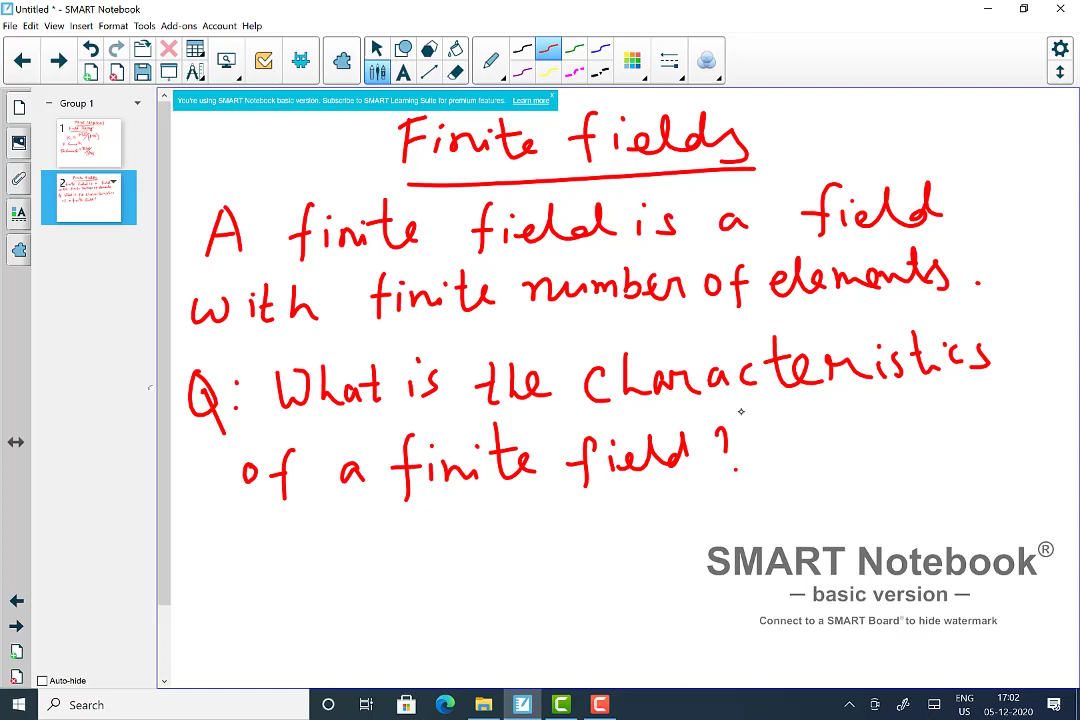 Untitled * - SMART Notebook
File Edit View Insert Format Tools Add-ons Account Help
Group 1
You're using SMART Notebook basic version. Subscribe to SMART Learning Suite for premium features. Learn more x
1
2
Finite fields
A finite field is a field
with finite number of elements.
Q: What is the characteristics
of a finite field?
SMART Notebook®
— basic version —
Connect to a SMART Board® to hide watermark
Auto-hide
Search
ENG
US
17:02
05-12-2020